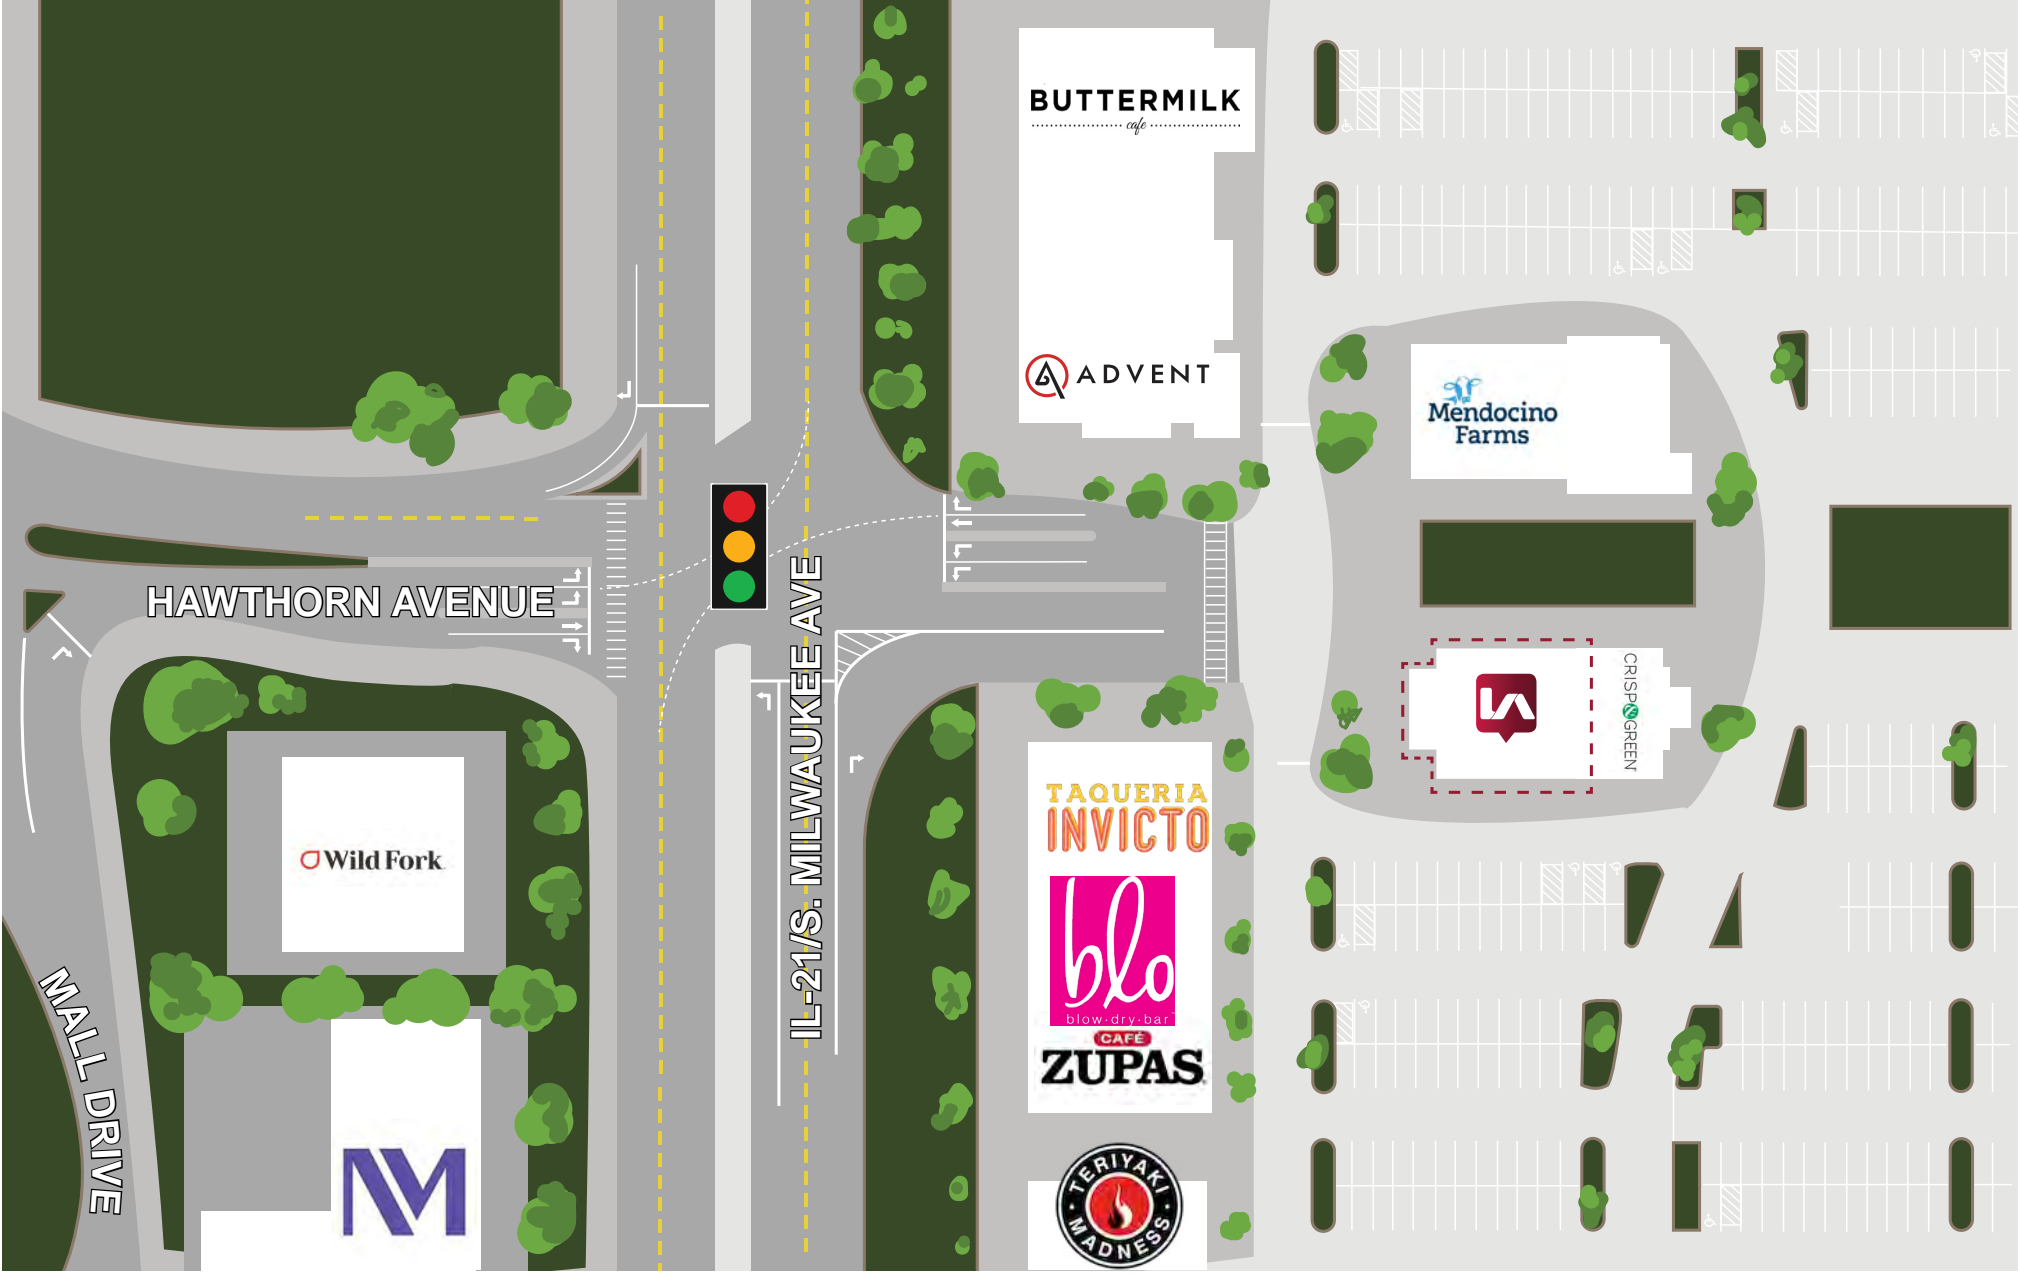 BUTTERMILK
cafe
ADVENT
Mendocino
Farms
HAWTHORN AVENUE
IL-21/S. MILWAUKEE AVE
CRISP & GREEN
TAQUERIA
INVICTO
Wild Fork
blo
blow·dry·bar
CAFÉ
ZUPAS
MALL DRIVE
NM
TERIYAKI
MADNESS